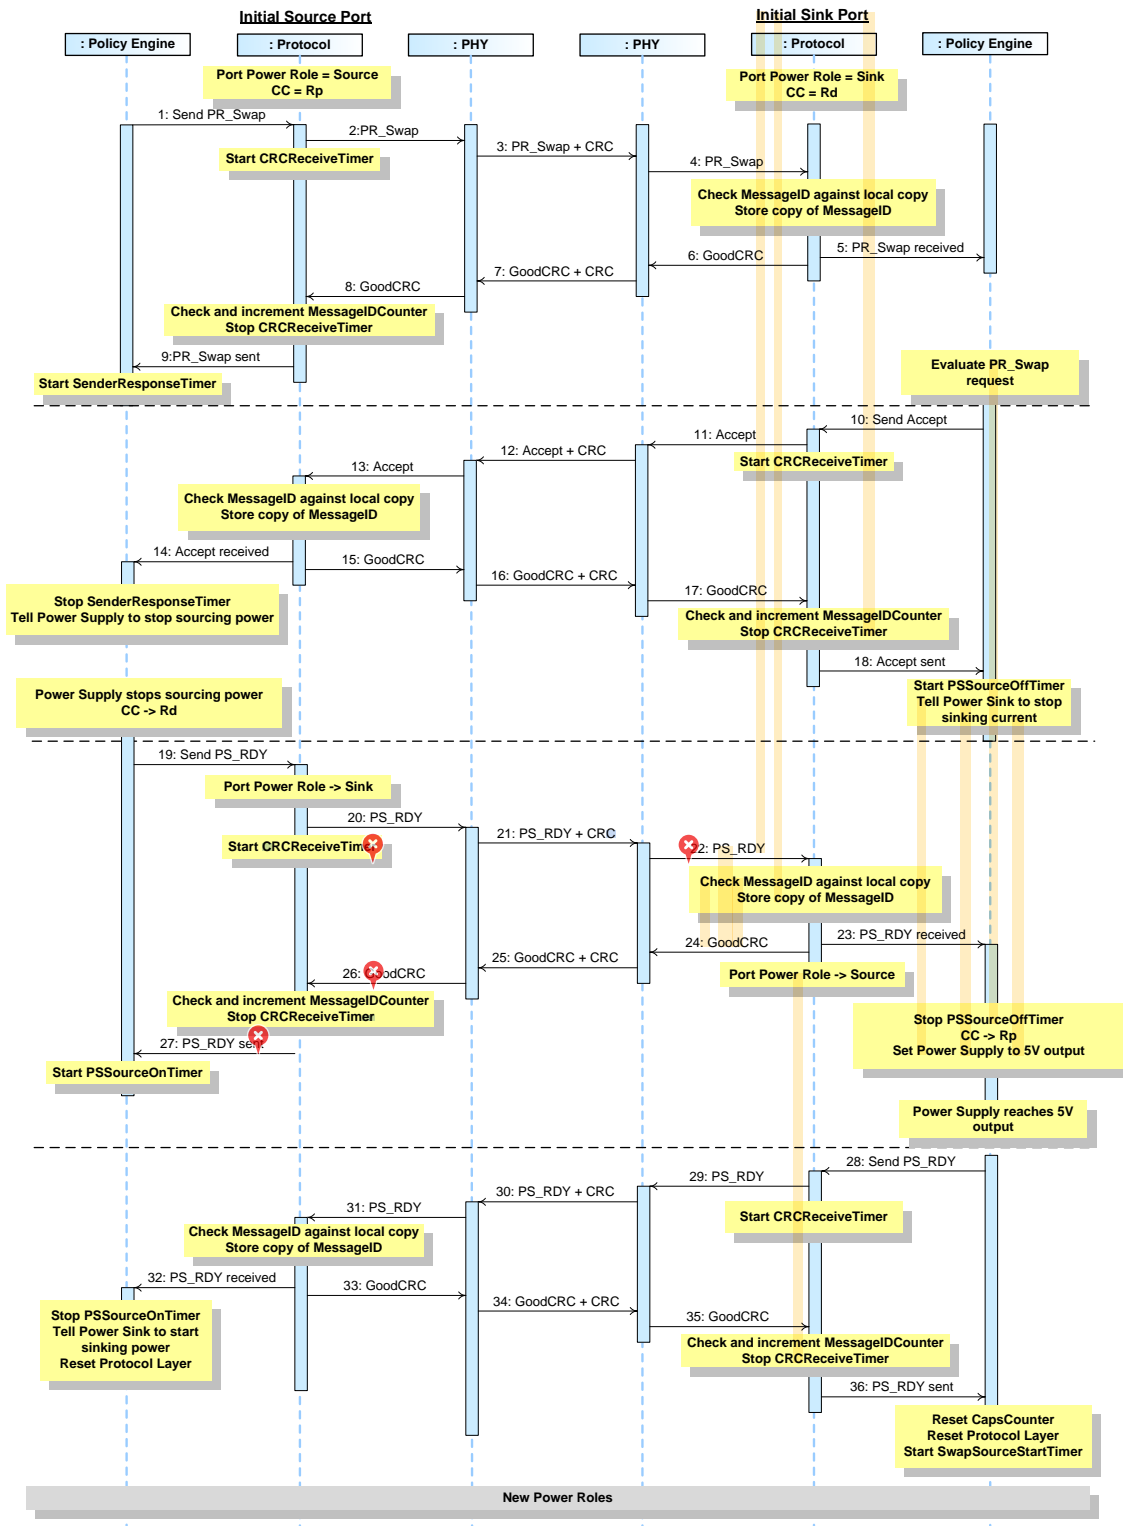 Initial Source Port
Initial Sink Port
: Policy Engine
: Protocol
: PHY
: PHY
: Protocol
: Policy Engine
Port Power Role = Source
CC = Rp
Port Power Role = Sink
CC = Rd
1: Send PR_Swap
2:PR_Swap
Start CRCReceiveTimer
3: PR_Swap + CRC
4: PR_Swap
Check MessageID against local copy
Store copy of MessageID
5: PR_Swap received
6: GoodCRC
7: GoodCRC + CRC
8: GoodCRC
Check and increment MessageIDCounter
Stop CRCReceiveTimer
9:PR_Swap sent
Start SenderResponseTimer
Evaluate PR_Swap
request
10: Send Accept
11: Accept
Start CRCReceiveTimer
12: Accept + CRC
13: Accept
Check MessageID against local copy
Store copy of MessageID
14: Accept received
15: GoodCRC
16: GoodCRC + CRC
17: GoodCRC
Stop SenderResponseTimer
Tell Power Supply to stop sourcing power
Check and increment MessageIDCounter
Stop CRCReceiveTimer
18: Accept sent
Power Supply stops sourcing power
CC -> Rd
Start PSSourceOffTimer
Tell Power Sink to stop
sinking current
19: Send PS_RDY
Port Power Role -> Sink
20: PS_RDY
Start CRCReceiveTimer
21: PS_RDY + CRC
22: PS_RDY
Check MessageID against local copy
Store copy of MessageID
23: PS_RDY received
24: GoodCRC
Port Power Role -> Source
25: GoodCRC + CRC
26: GoodCRC
Check and increment MessageIDCounter
Stop CRCReceiveTimer
27: PS_RDY sent
Start PSSourceOnTimer
Stop PSSourceOffTimer
CC -> Rp
Set Power Supply to 5V output
Power Supply reaches 5V
output
28: Send PS_RDY
29: PS_RDY
Start CRCReceiveTimer
30: PS_RDY + CRC
31: PS_RDY
Check MessageID against local copy
Store copy of MessageID
32: PS_RDY received
33: GoodCRC
34: GoodCRC + CRC
35: GoodCRC
Stop PSSourceOnTimer
Tell Power Sink to start
sinking power
Reset Protocol Layer
Check and increment MessageIDCounter
Stop CRCReceiveTimer
36: PS_RDY sent
Reset CapsCounter
Reset Protocol Layer
Start SwapSourceStartTimer
New Power Roles